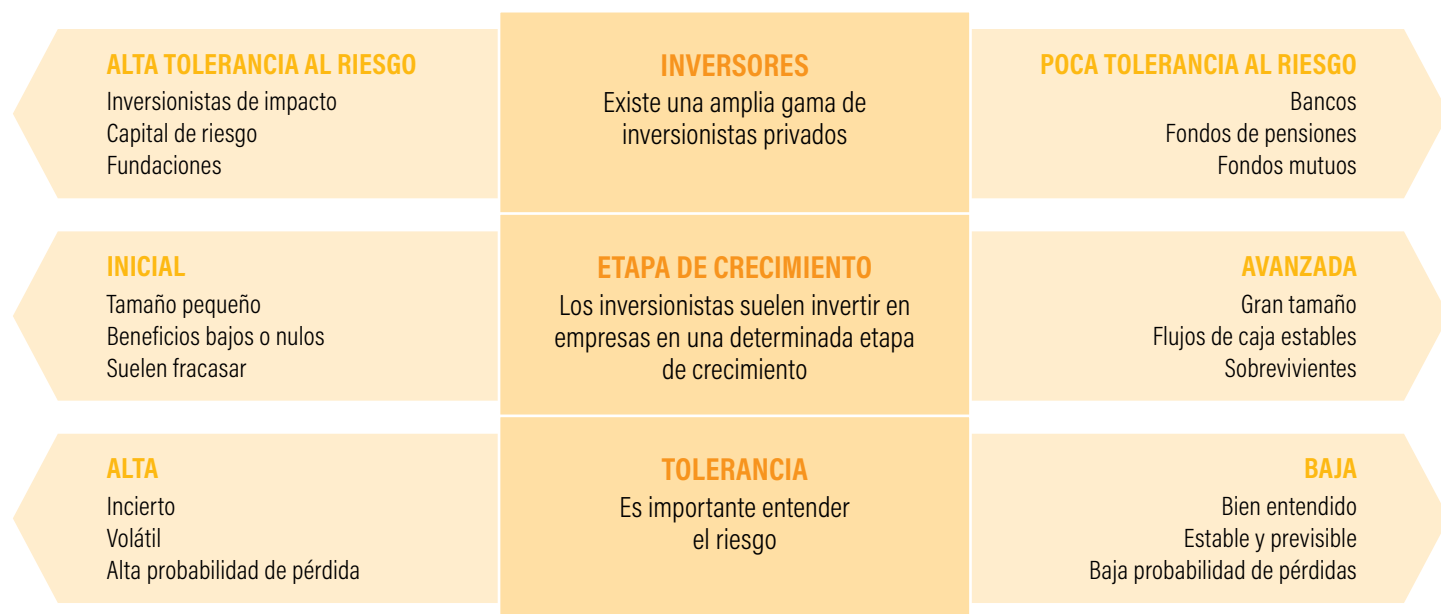 ALTA TOLERANCIA AL RIESGO
Inversionistas de impacto
Capital de riesgo
Fundaciones
INVERSORES
Existe una amplia gama de
inversionistas privados
POCA TOLERANCIA AL RIESGO
Bancos
Fondos de pensiones
Fondos mutuos
INICIAL
Tamaño pequeño
Beneficios bajos o nulos
Suelen fracasar
ETAPA DE CRECIMIENTO
Los inversionistas suelen invertir en
empresas en una determinada etapa
de crecimiento
AVANZADA
Gran tamaño
Flujos de caja estables
Sobrevivientes
ALTA
Incierto
Volátil
Alta probabilidad de pérdida
TOLERANCIA
Es importante entender
el riesgo
BAJA
Bien entendido
Estable y previsible
Baja probabilidad de pérdidas